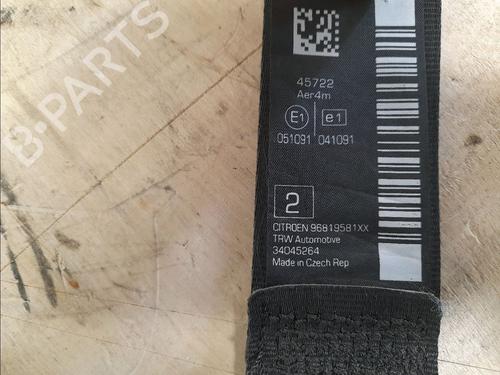 B-PARTS
45722
Aer4m
E1 e1
051091 041091
2
CITROEN 96819581XX
TRW Automotive
34045264
Made in Czech Rep